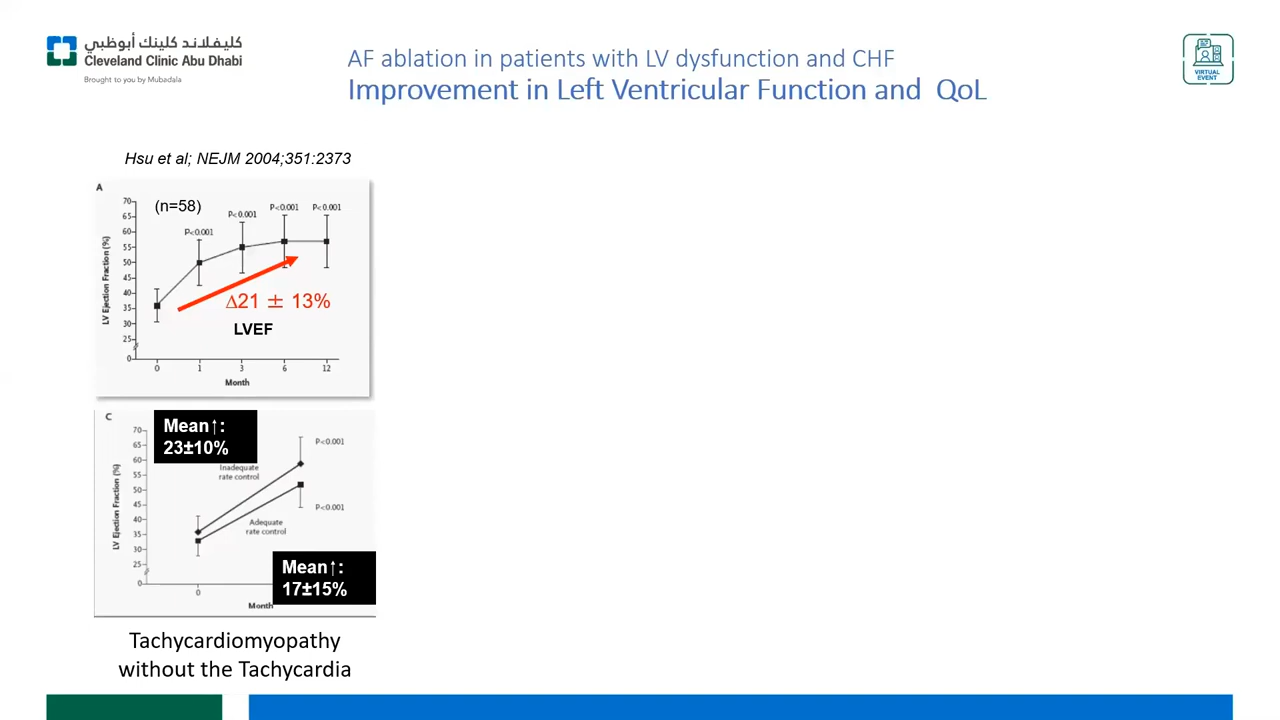 كليفلاند كلينك أبوظبي
Cleveland Clinic Abu Dhabi
Brought to you by Mubadala
AF ablation in patients with LV dysfunction and CHF
Improvement in Left Ventricular Function and QoL
VIRTUAL
EVENT
Hsu et al; NEJM 2004;351:2373
A
(n=58)
70
65
60
55
50
45
40
35
30
25
0
LV Ejection Fraction (%)
P<0.001
P<0.001
P<0.001
P<0.001
Δ21 ± 13%
LVEF
0 1 3 6 12
Month
C
Mean↑:
23±10%
70
65
60
55
50
45
40
35
30
25
0
LV Ejection Fraction (%)
Inadequate
rate control
P<0.001
P<0.001
Adequate
rate control
Mean↑:
17±15%
0
Month
Tachycardiomyopathy
without the Tachycardia